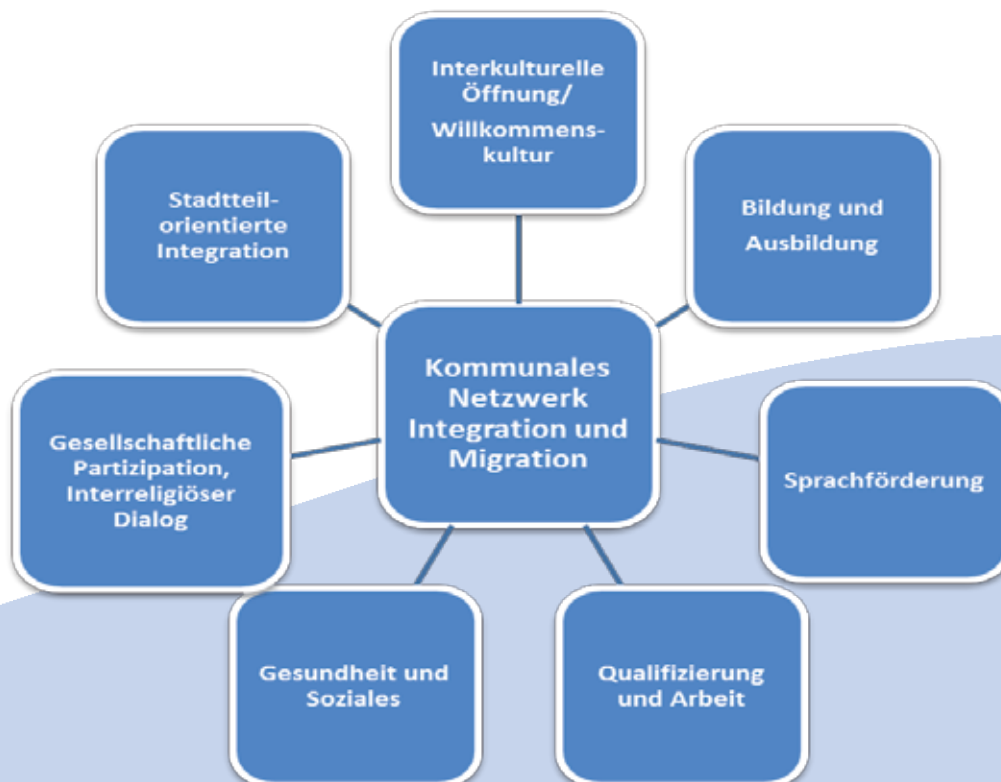 Interkulturelle
Öffnung/
Willkommens-
kultur
Stadtteil-
orientierte
Integration
Bildung und
Ausbildung
Kommunales
Netzwerk
Integration und
Migration
Gesellschaftliche
Partizipation,
Interreligiöser
Dialog
Sprachförderung
Gesundheit und
Soziales
Qualifizierung
und Arbeit